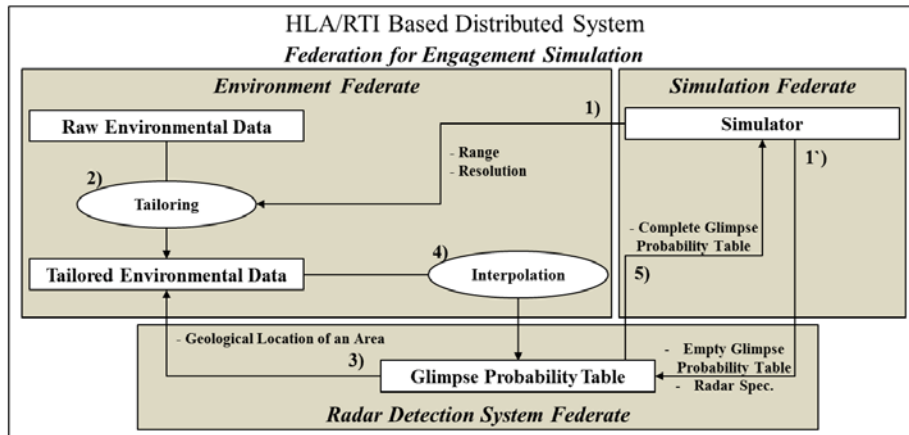 HLA/RTI Based Distributed System
Federation for Engagement Simulation
Environment Federate
Simulation Federate
1)
Raw Environmental Data
Simulator
- Range
- Resolution
1`)
2)
Tailoring
- Complete Glimpse
Probability Table
4)
Tailored Environmental Data
Interpolation
5)
- Geological Location of an Area
3)
Glimpse Probability Table
- Empty Glimpse
Probability Table
- Radar Spec.
Radar Detection System Federate